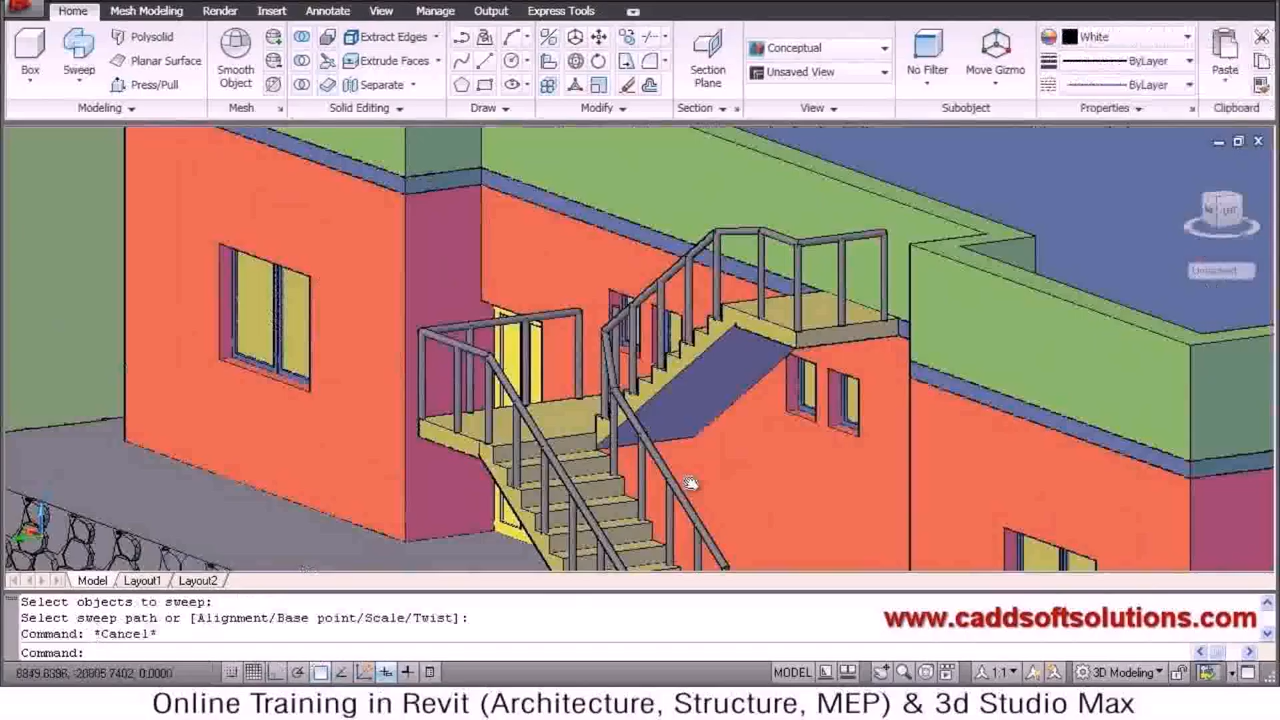 Home Mesh Modeling Render Insert Annotate View Manage Output Express Tools
Polysolid Extract Edges Conceptual White
Planar Surface Extrude Faces Unsaved View ByLayer
Box Sweep Press/Pull Smooth Object Separate Section Plane No Filter Move Gizmo ByLayer Paste
Modeling Mesh Solid Editing Draw Modify Section View Subobject Properties Clipboard
Unsaved
Model Layout1 Layout2
Select objects to sweep:
Select sweep path or [Alignment/Base point/Scale/Twist]:
Command: *Cancel*
Command:
www.caddsoftsolutions.com
MODEL 1:1 3D Modeling
Online Training in Revit (Architecture, Structure, MEP) & 3d Studio Max